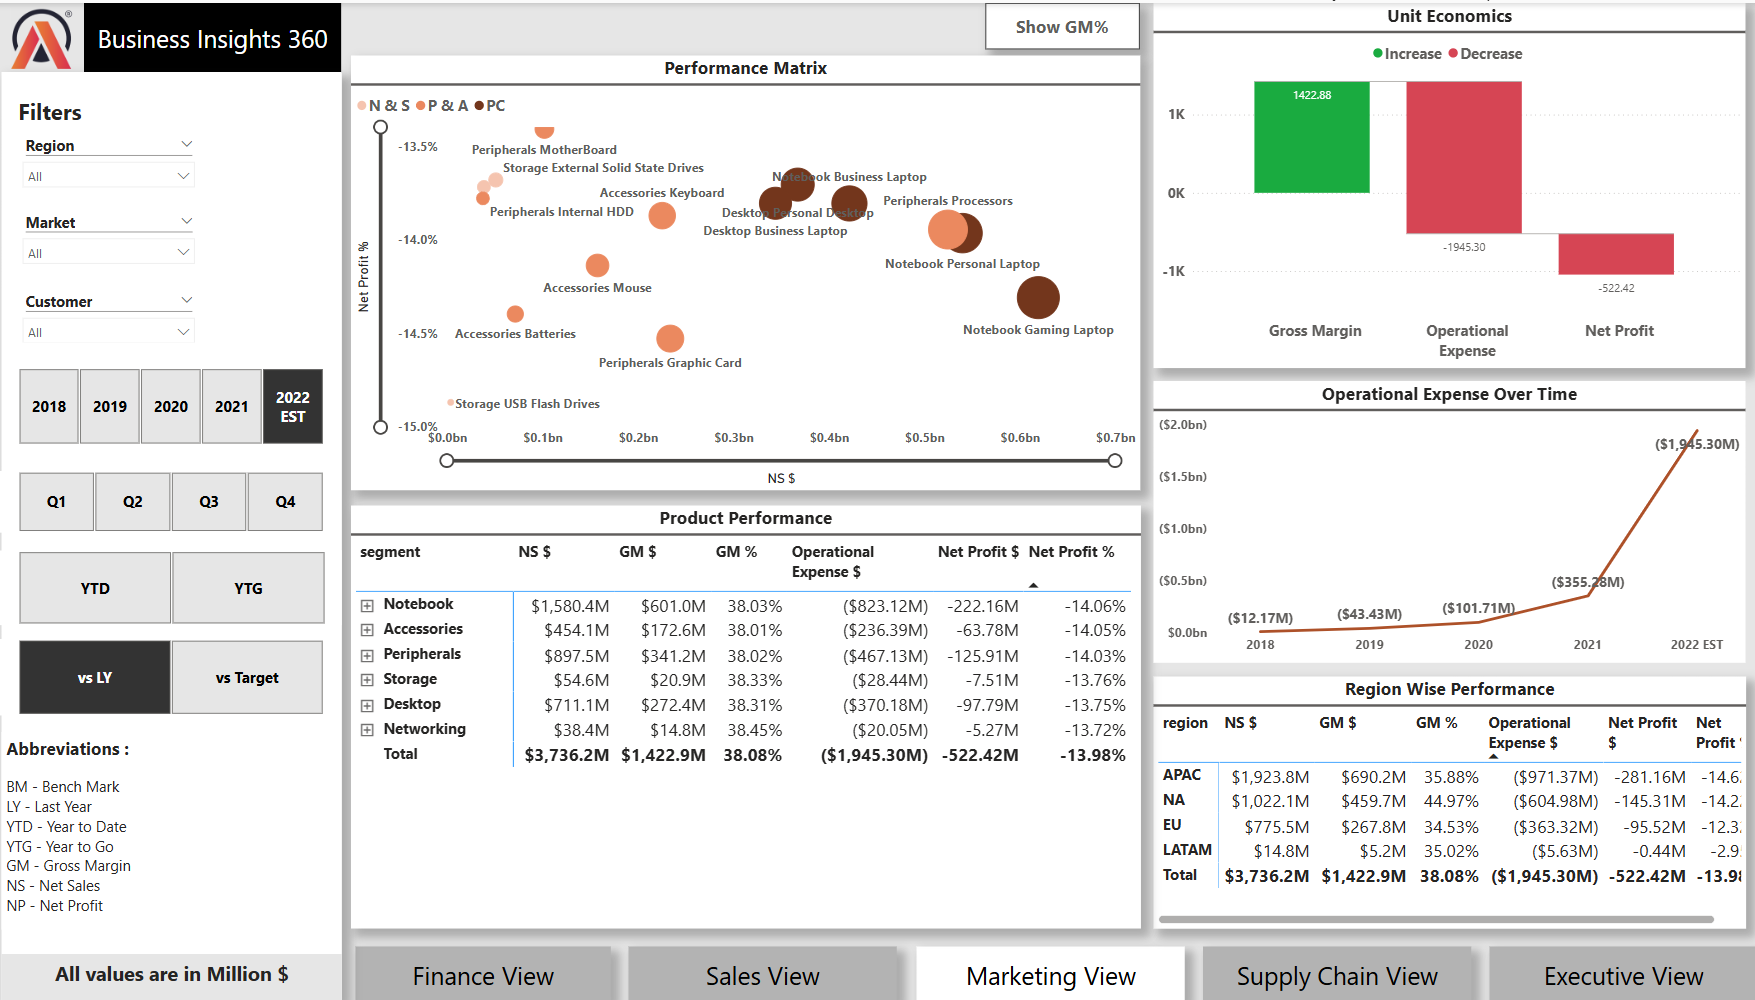 Business Insights 360
Filters
Region
All
Market
All
Customer
All
2018 2019 2020 2021 2022 EST
Q1 Q2 Q3 Q4
YTD YTG
vs LY vs Target
Abbreviations :
BM - Bench Mark
LY - Last Year
YTD - Year to Date
YTG - Year to Go
GM - Gross Margin
NS - Net Sales
NP - Net Profit
All values are in Million $
Show GM%
Performance Matrix
N & S P & A PC
Net Profit %
-13.5%
-14.0%
-14.5%
-15.0%
Peripherals MotherBoard
Storage External Solid State Drives
Notebook Business Laptop
Accessories Keyboard
Peripherals Processors
Peripherals Internal HDD
Desktop Personal Desktop
Desktop Business Laptop
Notebook Personal Laptop
Accessories Mouse
Accessories Batteries
Notebook Gaming Laptop
Peripherals Graphic Card
Storage USB Flash Drives
$0.0bn $0.1bn $0.2bn $0.3bn $0.4bn $0.5bn $0.6bn $0.7bn
NS $
Product Performance
segment NS $ GM $ GM % Operational Expense $ Net Profit $ Net Profit %
Notebook $1,580.4M $601.0M 38.03% ($823.12M) -222.16M -14.06%
Accessories $454.1M $172.6M 38.01% ($236.39M) -63.78M -14.05%
Peripherals $897.5M $341.2M 38.02% ($467.13M) -125.91M -14.03%
Storage $54.6M $20.9M 38.33% ($28.44M) -7.51M -13.76%
Desktop $711.1M $272.4M 38.31% ($370.18M) -97.79M -13.75%
Networking $38.4M $14.8M 38.45% ($20.05M) -5.27M -13.72%
Total $3,736.2M $1,422.9M 38.08% ($1,945.30M) -522.42M -13.98%
Unit Economics
Increase Decrease
1K
0K
-1K
1422.88
-1945.30
-522.42
Gross Margin Operational Expense Net Profit
Operational Expense Over Time
($2.0bn)
($1.5bn)
($1.0bn)
($0.5bn)
$0.0bn
($12.17M) ($43.43M) ($101.71M) ($355.28M) ($1,945.30M)
2018 2019 2020 2021 2022 EST
Region Wise Performance
region NS $ GM $ GM % Operational Expense $ Net Profit $ Net Profit
APAC $1,923.8M $690.2M 35.88% ($971.37M) -281.16M -14.6
NA $1,022.1M $459.7M 44.97% ($604.98M) -145.31M -14.2
EU $775.5M $267.8M 34.53% ($363.32M) -95.52M -12.3
LATAM $14.8M $5.2M 35.02% ($5.63M) -0.44M -2.9
Total $3,736.2M $1,422.9M 38.08% ($1,945.30M) -522.42M -13.9
Finance View Sales View Marketing View Supply Chain View Executive View